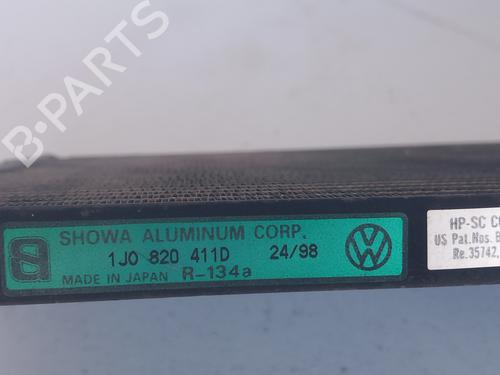 B-PARTS
SHOWA ALUMINUM CORP.
1J0 820 411D 24/98
MADE IN JAPAN R-134a
HP-SC
US Pat.Nos.
Re.35742,